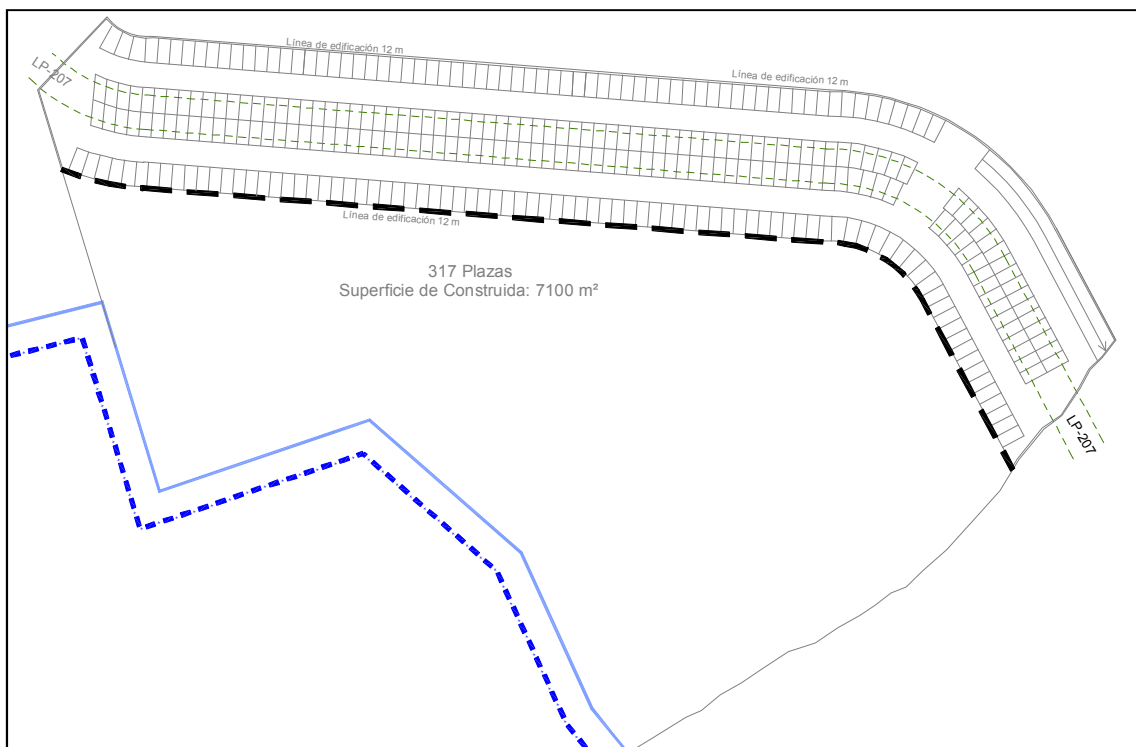 Línea de edificación 12 m
LP-207
Línea de edificación 12 m
Línea de edificación 12 m
317 Plazas
Superficie de Construida: 7100 m²
LP-207